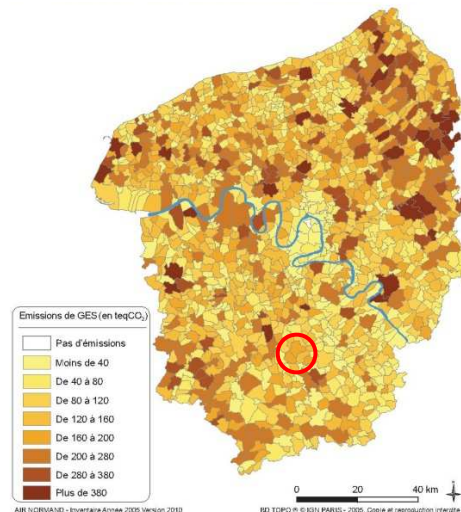 Emissions de GES (en teqCO₂)
Pas d'émissions
Moins de 40
De 40 à 80
De 80 à 120
De 120 à 160
De 160 à 200
De 200 à 280
De 280 à 380
Plus de 380
0 20 40 km
AIR NORMAND - Inventaire Année 2005 Version 2010
BD TOPO ® © IGN PARIS - 2005. Copie et reproduction interdite